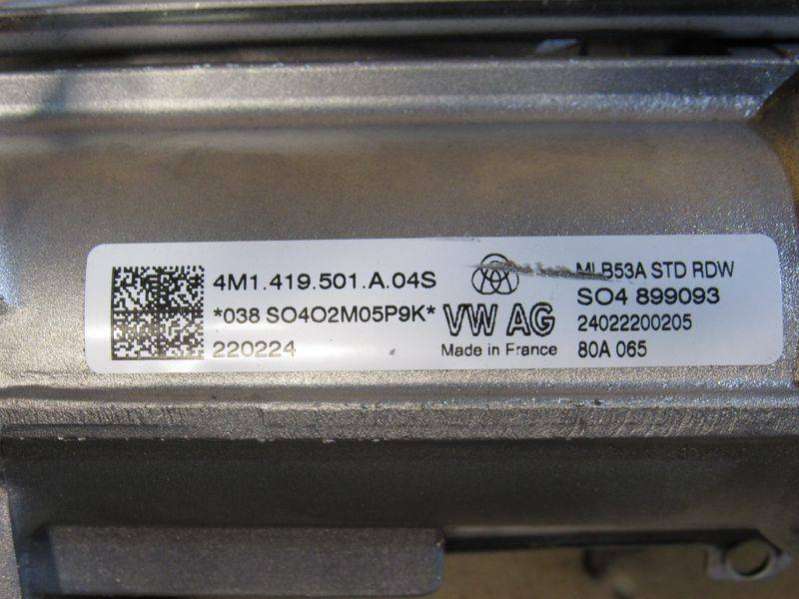 4M1.419.501.A.04S
*038 SO4O2M05P9K*
220224
VW AG
Made in France
MLB53A STD RDW
SO4 899093
24022200205
80A 065